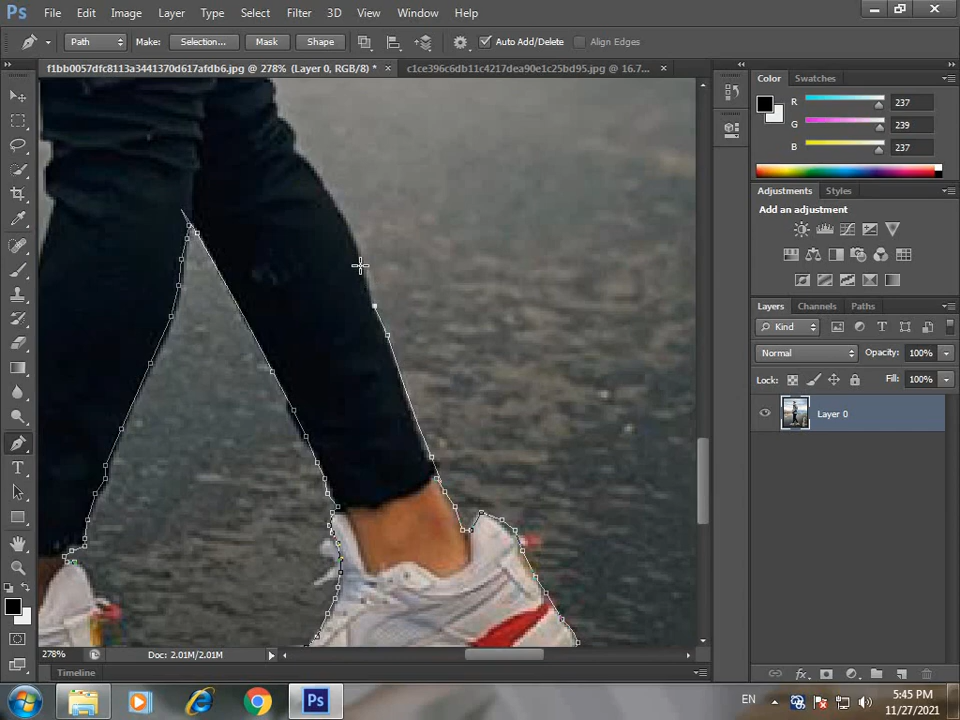 Ps File Edit Image Layer Type Select Filter 3D View Window Help
Path Make: Selection... Mask Shape Auto Add/Delete Align Edges
f1bb0057dfc8113a3441370d617afdb6.jpg @ 278% (Layer 0, RGB/8) * × c1ce396c6db11c4217dea90e1c25bd95.jpg @ 16.7... ×
Color Swatches
R 237
G 239
B 237
Adjustments Styles
Add an adjustment
Layers Channels Paths
Kind T
Normal Opacity: 100%
Lock: Fill: 100%
Layer 0
T
278% Doc: 2.01M/2.01M
fx
Timeline
Ps EN 5:45 PM
11/27/2021